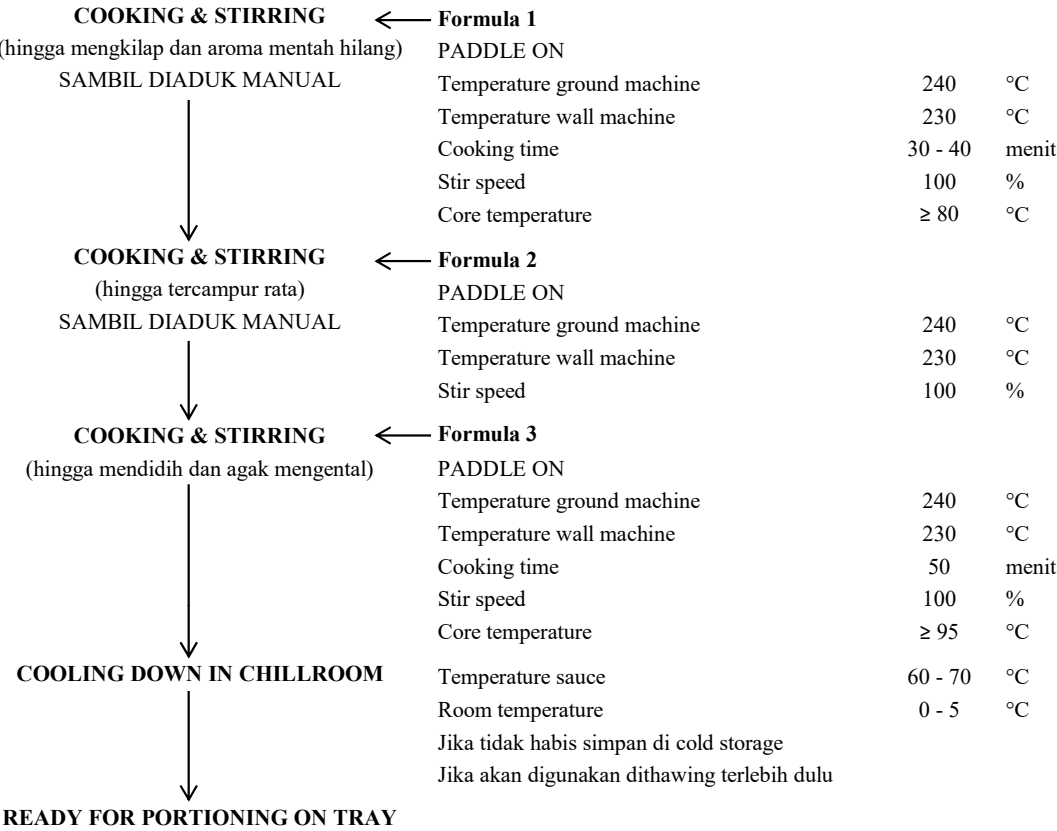 COOKING & STIRRING Formula 1
(hingga mengkilap dan aroma mentah hilang) PADDLE ON
SAMBIL DIADUK MANUAL Temperature ground machine 240 °C
Temperature wall machine 230 °C
Cooking time 30 - 40 menit
Stir speed 100 %
Core temperature ≥ 80 °C
COOKING & STIRRING Formula 2
(hingga tercampur rata) PADDLE ON
SAMBIL DIADUK MANUAL Temperature ground machine 240 °C
Temperature wall machine 230 °C
Stir speed 100 %
COOKING & STIRRING Formula 3
(hingga mendidih dan agak mengental) PADDLE ON
Temperature ground machine 240 °C
Temperature wall machine 230 °C
Cooking time 50 menit
Stir speed 100 %
Core temperature ≥ 95 °C
COOLING DOWN IN CHILLROOM Temperature sauce 60 - 70 °C
Room temperature 0 - 5 °C
Jika tidak habis simpan di cold storage
Jika akan digunakan dithawing terlebih dulu
READY FOR PORTIONING ON TRAY